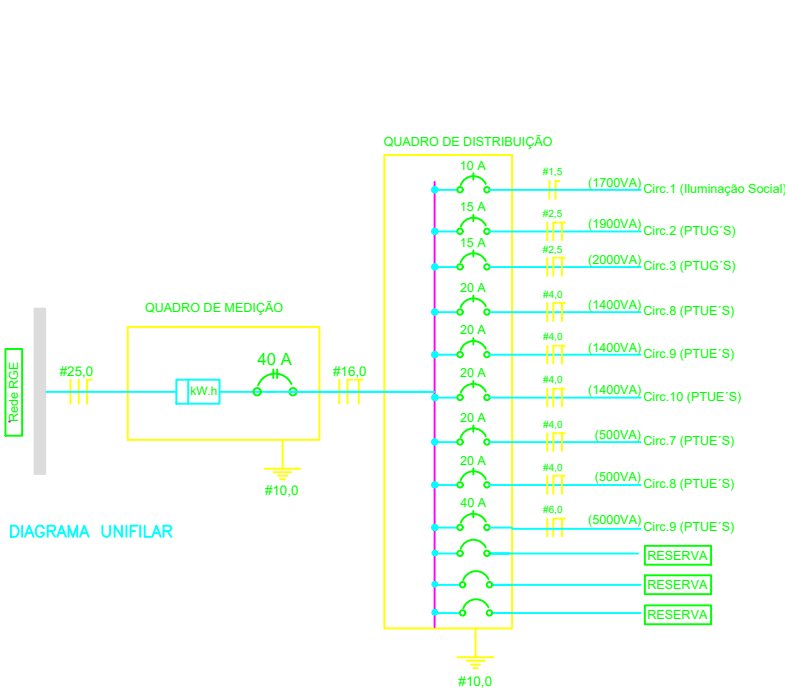 QUADRO DE DISTRIBUIÇÃO
10 A
#1,5
(1700VA)
Circ.1 (Iluminação Social)
15 A
#2,5
(1900VA)
Circ.2 (PTUG´S)
15 A
#2,5
(2000VA)
Circ.3 (PTUG´S)
20 A
#4,0
(1400VA)
Circ.8 (PTUE´S)
20 A
#4,0
(1400VA)
Circ.9 (PTUE´S)
20 A
#4,0
(1400VA)
Circ.10 (PTUE´S)
20 A
#4,0
(500VA)
Circ.7 (PTUE´S)
20 A
#4,0
(500VA)
Circ.8 (PTUE´S)
40 A
#6,0
(5000VA)
Circ.9 (PTUE´S)
RESERVA
RESERVA
RESERVA
#10,0
QUADRO DE MEDIÇÃO
Rede RGE
#25,0
kW.h
40 A
#16,0
#10,0
DIAGRAMA UNIFILAR